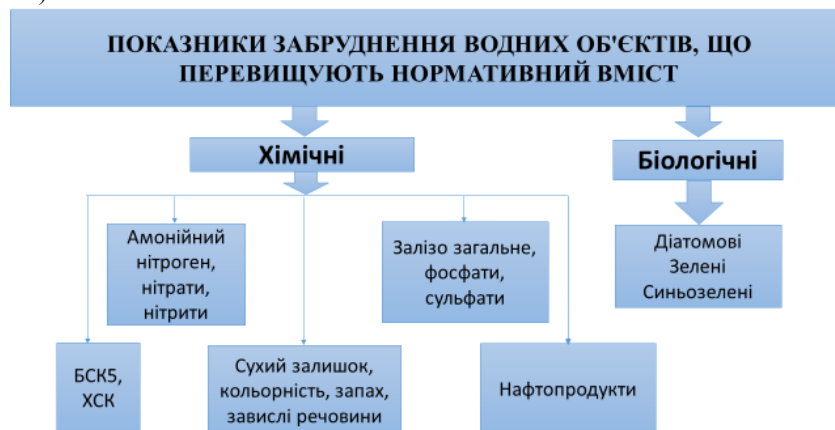 ПОКАЗНИКИ ЗАБРУДНЕННЯ ВОДНИХ ОБ'ЄКТІВ, ЩО
ПЕРЕВИЩУЮТЬ НОРМАТИВНИЙ ВМІСТ
Хімічні
Біологічні
Амонійний
нітроген,
нітрати,
нітрити
Залізо загальне,
фосфати,
сульфати
Діатомові
Зелені
Синьозелені
БСК5,
ХСК
Сухий залишок,
кольорність, запах,
завислі речовини
Нафтопродукти